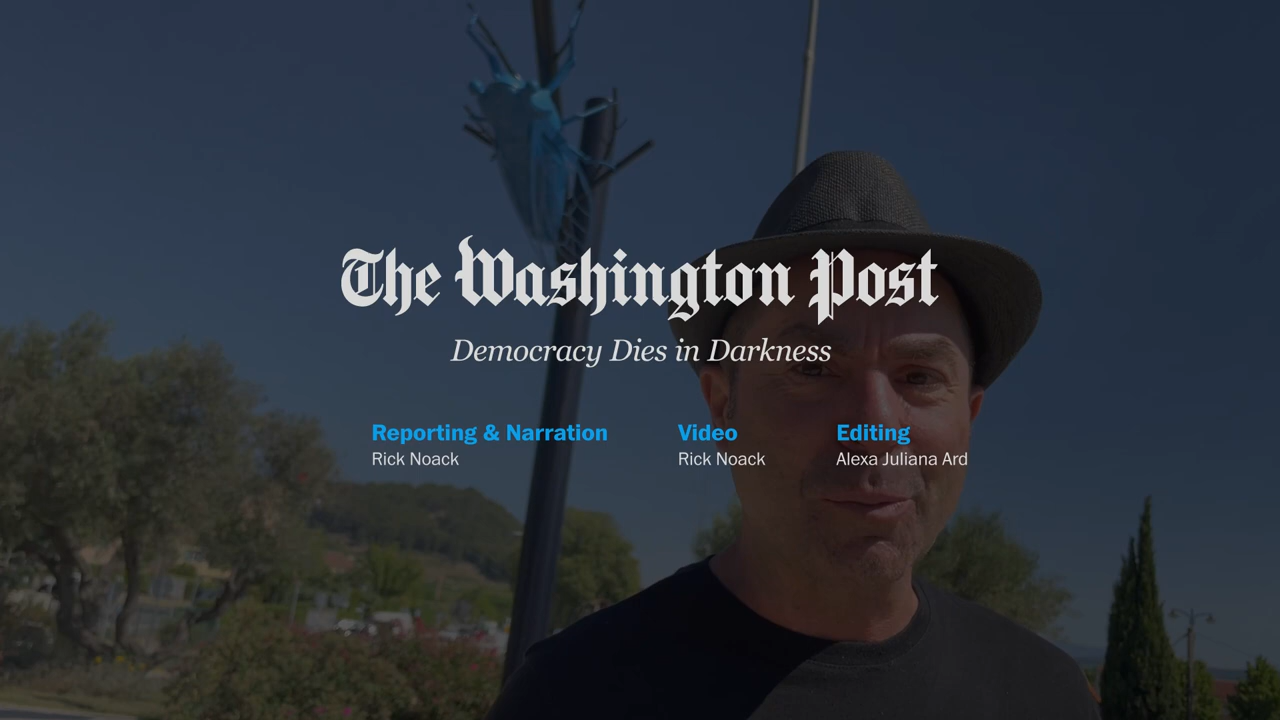 The Washington Post
Democracy Dies in Darkness
Reporting & Narration Video Editing
Rick Noack Rick Noack Alexa Juliana Ard